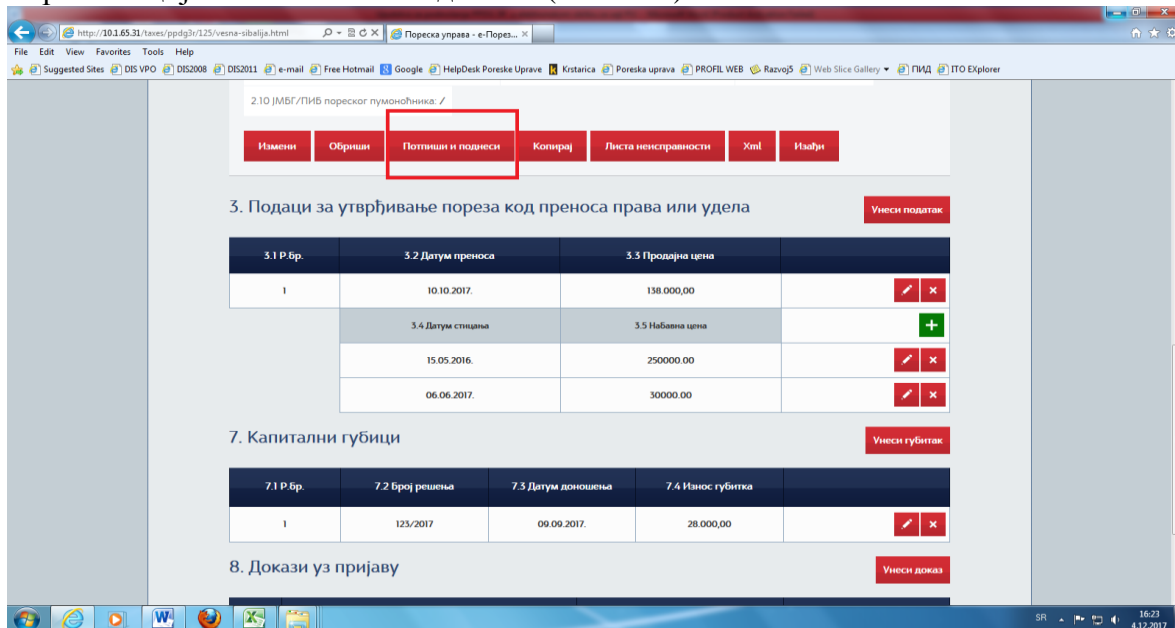 http://10.1.65.31/taxes/ppdg3r/125/vesna-sibalija.html
Пореска управа - е-Порез...
File Edit View Favorites Tools Help
Suggested Sites DIS VPO DIS2008 DIS2011 e-mail Free Hotmail Google HelpDesk Poreske Uprave Krstarica Poreska uprava PROFIL WEB Razvoj5 Web Slice Gallery ПИД ITO EXplorer
2.10 ЈМБГ/ПИБ пореског пумоноћника: /
Измени Обриши Потпиши и поднеси Копирај Листа неисправности Xml Изађи
3. Подаци за утврђивање пореза код преноса права или удела Унеси податак
3.1 Р.бр. 3.2 Датум преноса 3.3 Продајна цена
1 10.10.2017. 138.000,00
3.4 Датум стицања 3.5 Набавна цена
15.05.2016. 250000.00
06.06.2017. 30000.00
7. Капитални губици Унеси губитак
7.1 Р.бр. 7.2 Број решења 7.3 Датум доношења 7.4 Износ губитка
1 123/2017 09.09.2017. 28.000,00
8. Докази уз пријаву Унеси доказ
SR 16:23
4.12.2017